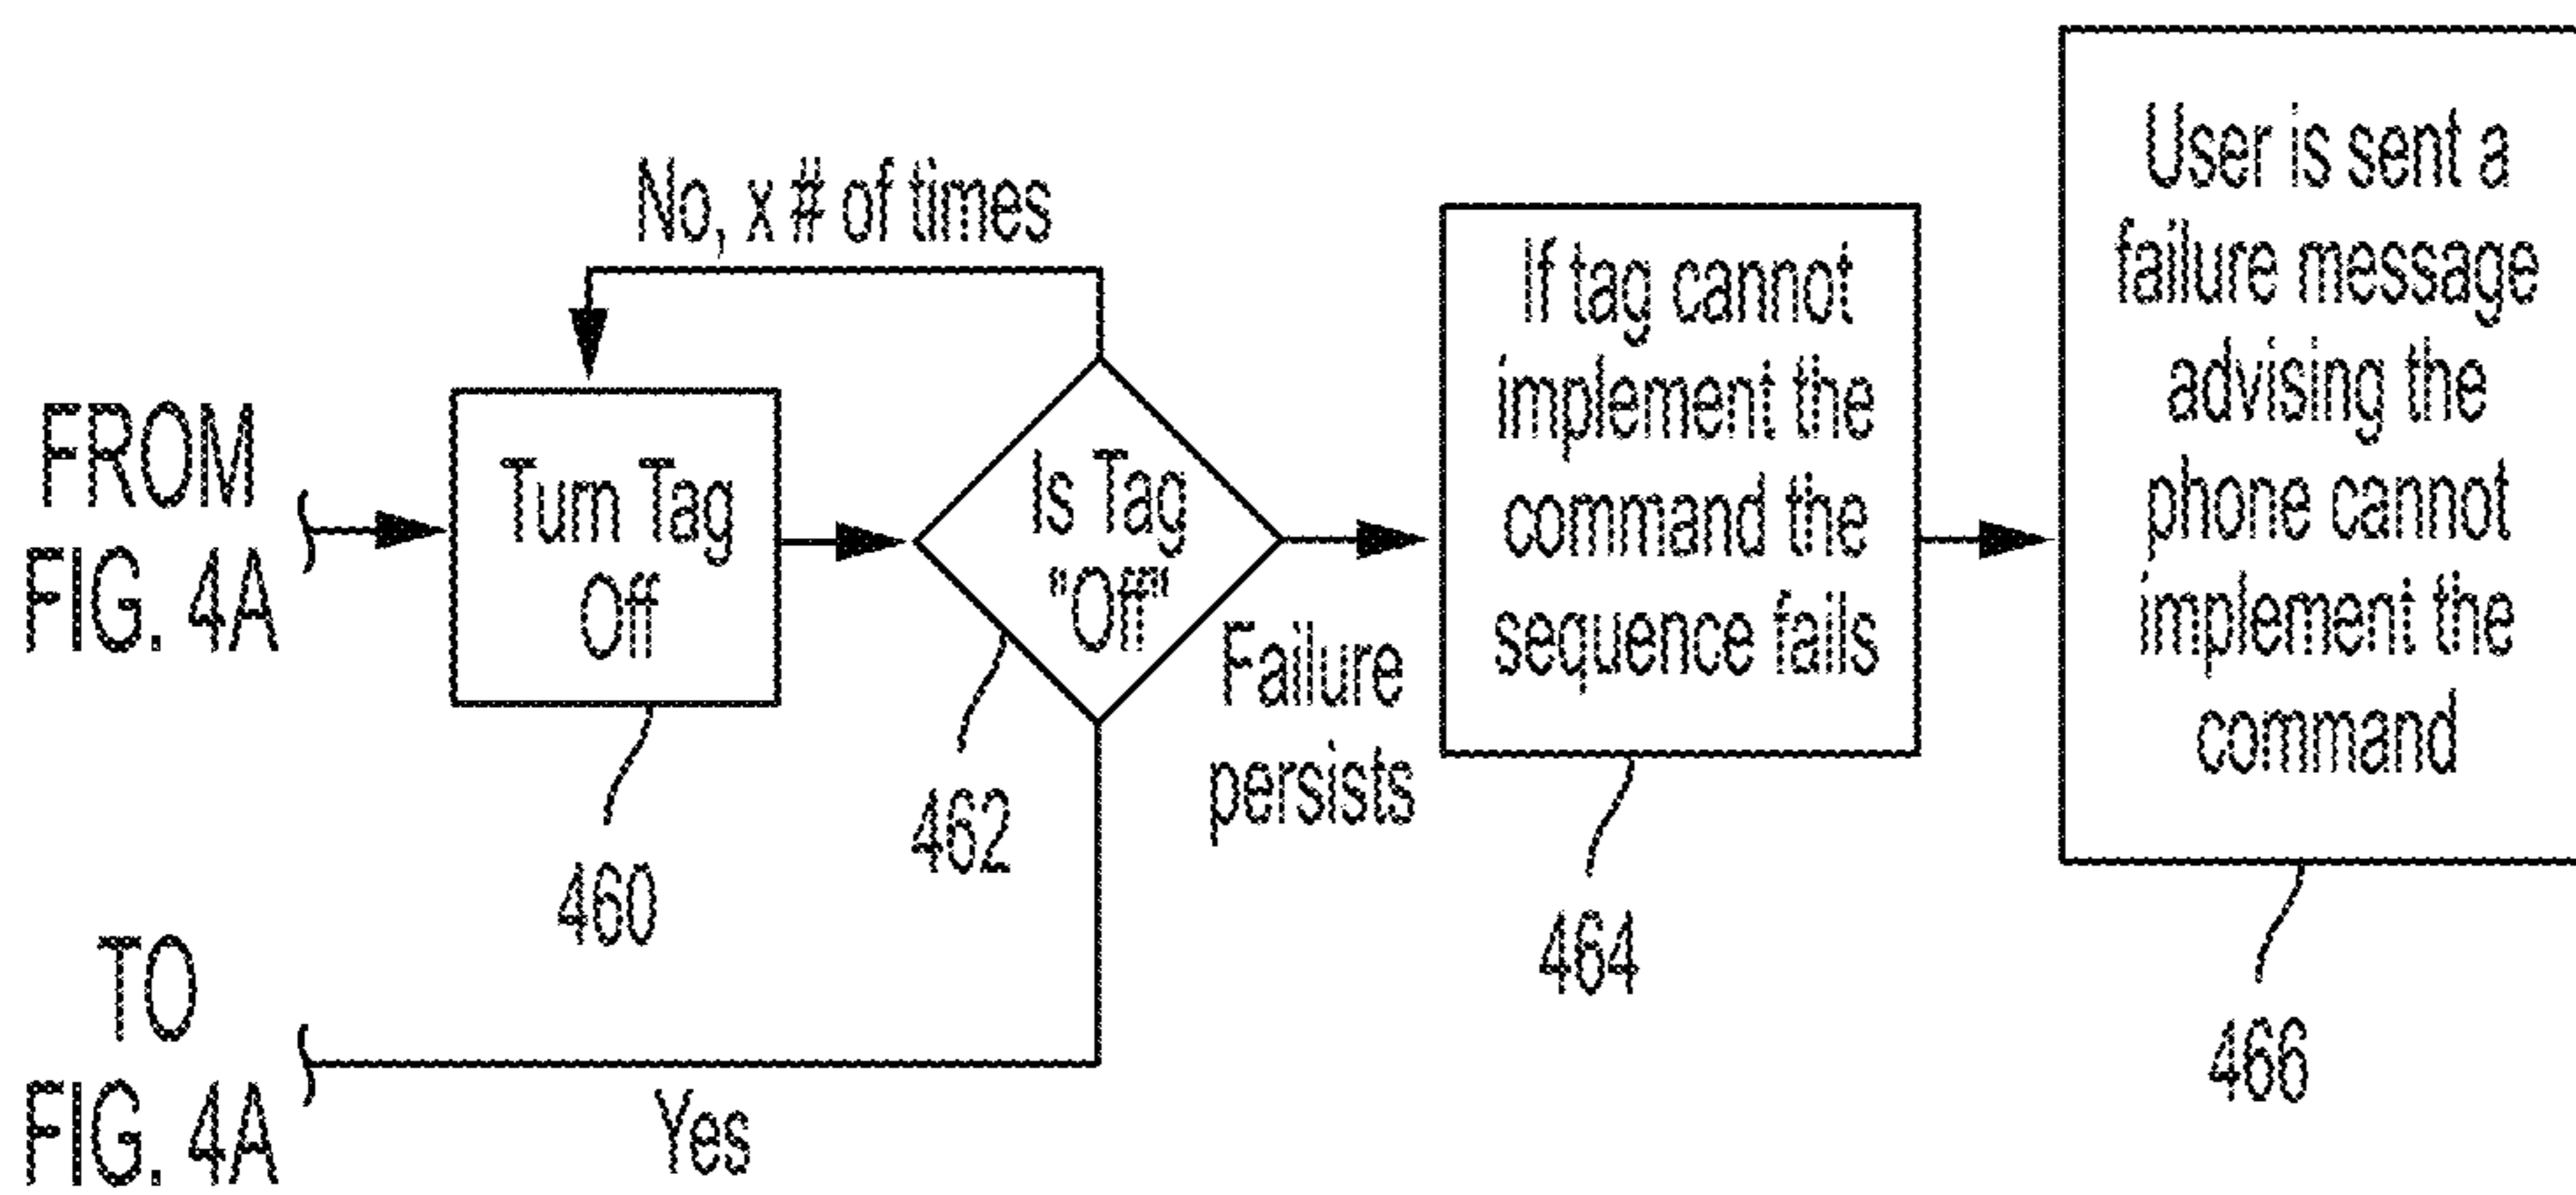 No, x # of times
FROM
FIG. 4A
Turn Tag
Off
460
Is Tag
"Off"
462
Failure
persists
If tag cannot
implement the
command the
sequence fails
464
User is sent a
failure message
advising the
phone cannot
implement the
command
466
TO
FIG. 4A
Yes